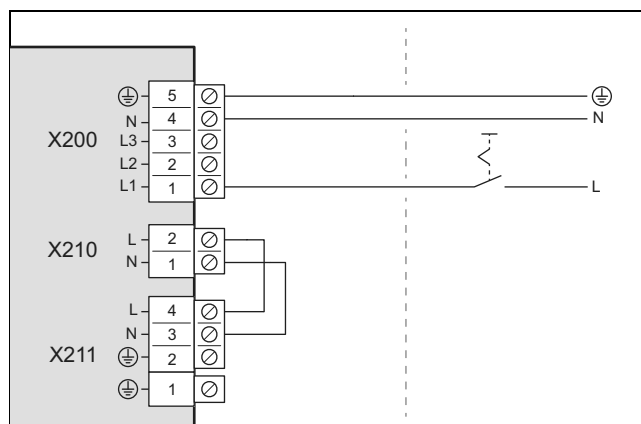 ⏚ 5 ⏚
N 4 N
X200 L3 3
L2 2
L1 1 L
X210 L 2
N 1
L 4
N 3
X211 ⏚ 2
⏚ 1